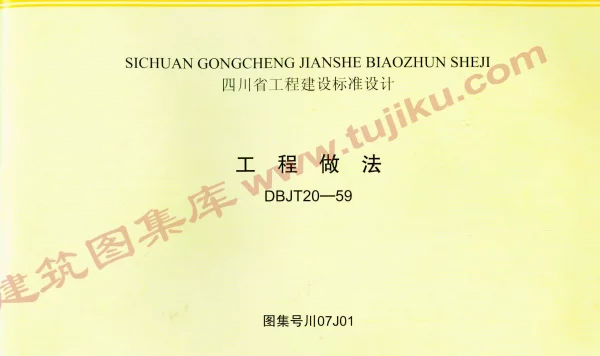 SICHUAN GONGCHENG JIANSHE BIAOZHUN SHEJI
四川省工程建设标准设计
工程做法
DBJT20—59
建筑图集库 www.tujiku.com
图集号川07J01